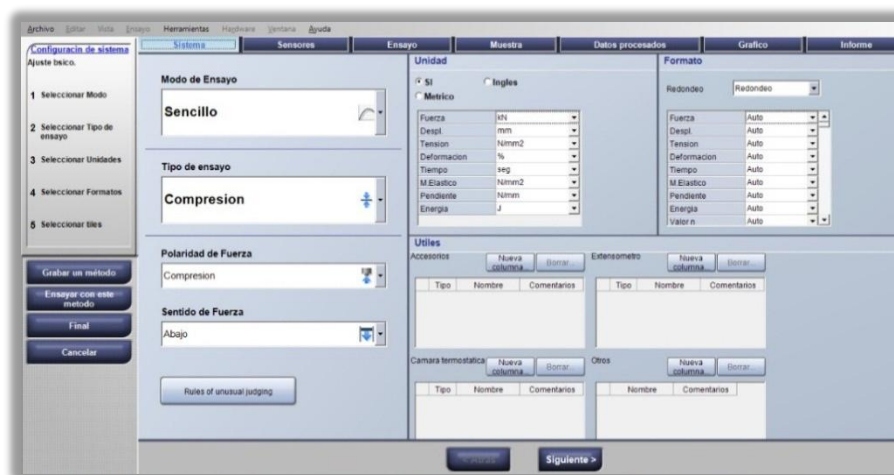 Archivo Editar Vista Ensayo Herramientas Hardware Ventana Ayuda
Configuracin de sistema
Ajuste bsico.
1 Seleccionar Modo
2 Seleccionar Tipo de
ensayo
3 Seleccionar Unidades
4 Seleccionar Formatos
5 Seleccionar tiles
Grabar un método
Ensayar con este
metodo
Final
Cancelar
Sistema Sensores Ensayo Muestra Datos procesados Grafico Informe
Modo de Ensayo
Sencillo
Tipo de ensayo
Compresion
Polaridad de Fuerza
Compresion
Sentido de Fuerza
Abajo
Rules of unusual judging
Unidad
SI Ingles
Metrico
Fuerza kN
Despl. mm
Tension N/mm2
Deformacion %
Tiempo seg
M.Elastico N/mm2
Pendiente N/mm
Energia J
Formato
Redondeo Redondeo
Fuerza Auto
Despl. Auto
Tension Auto
Deformacion Auto
Tiempo Auto
M.Elastico Auto
Pendiente Auto
Energia Auto
Valor n Auto
Utiles
Accesorios Nueva
columna... Borrar...
Tipo Nombre Comentarios
Extensometro Nueva
columna... Borrar...
Tipo Nombre Comentarios
Camara termostatica Nueva
columna... Borrar...
Tipo Nombre Comentarios
Otros Nueva
columna... Borrar...
Nombre Comentarios
Siguiente >